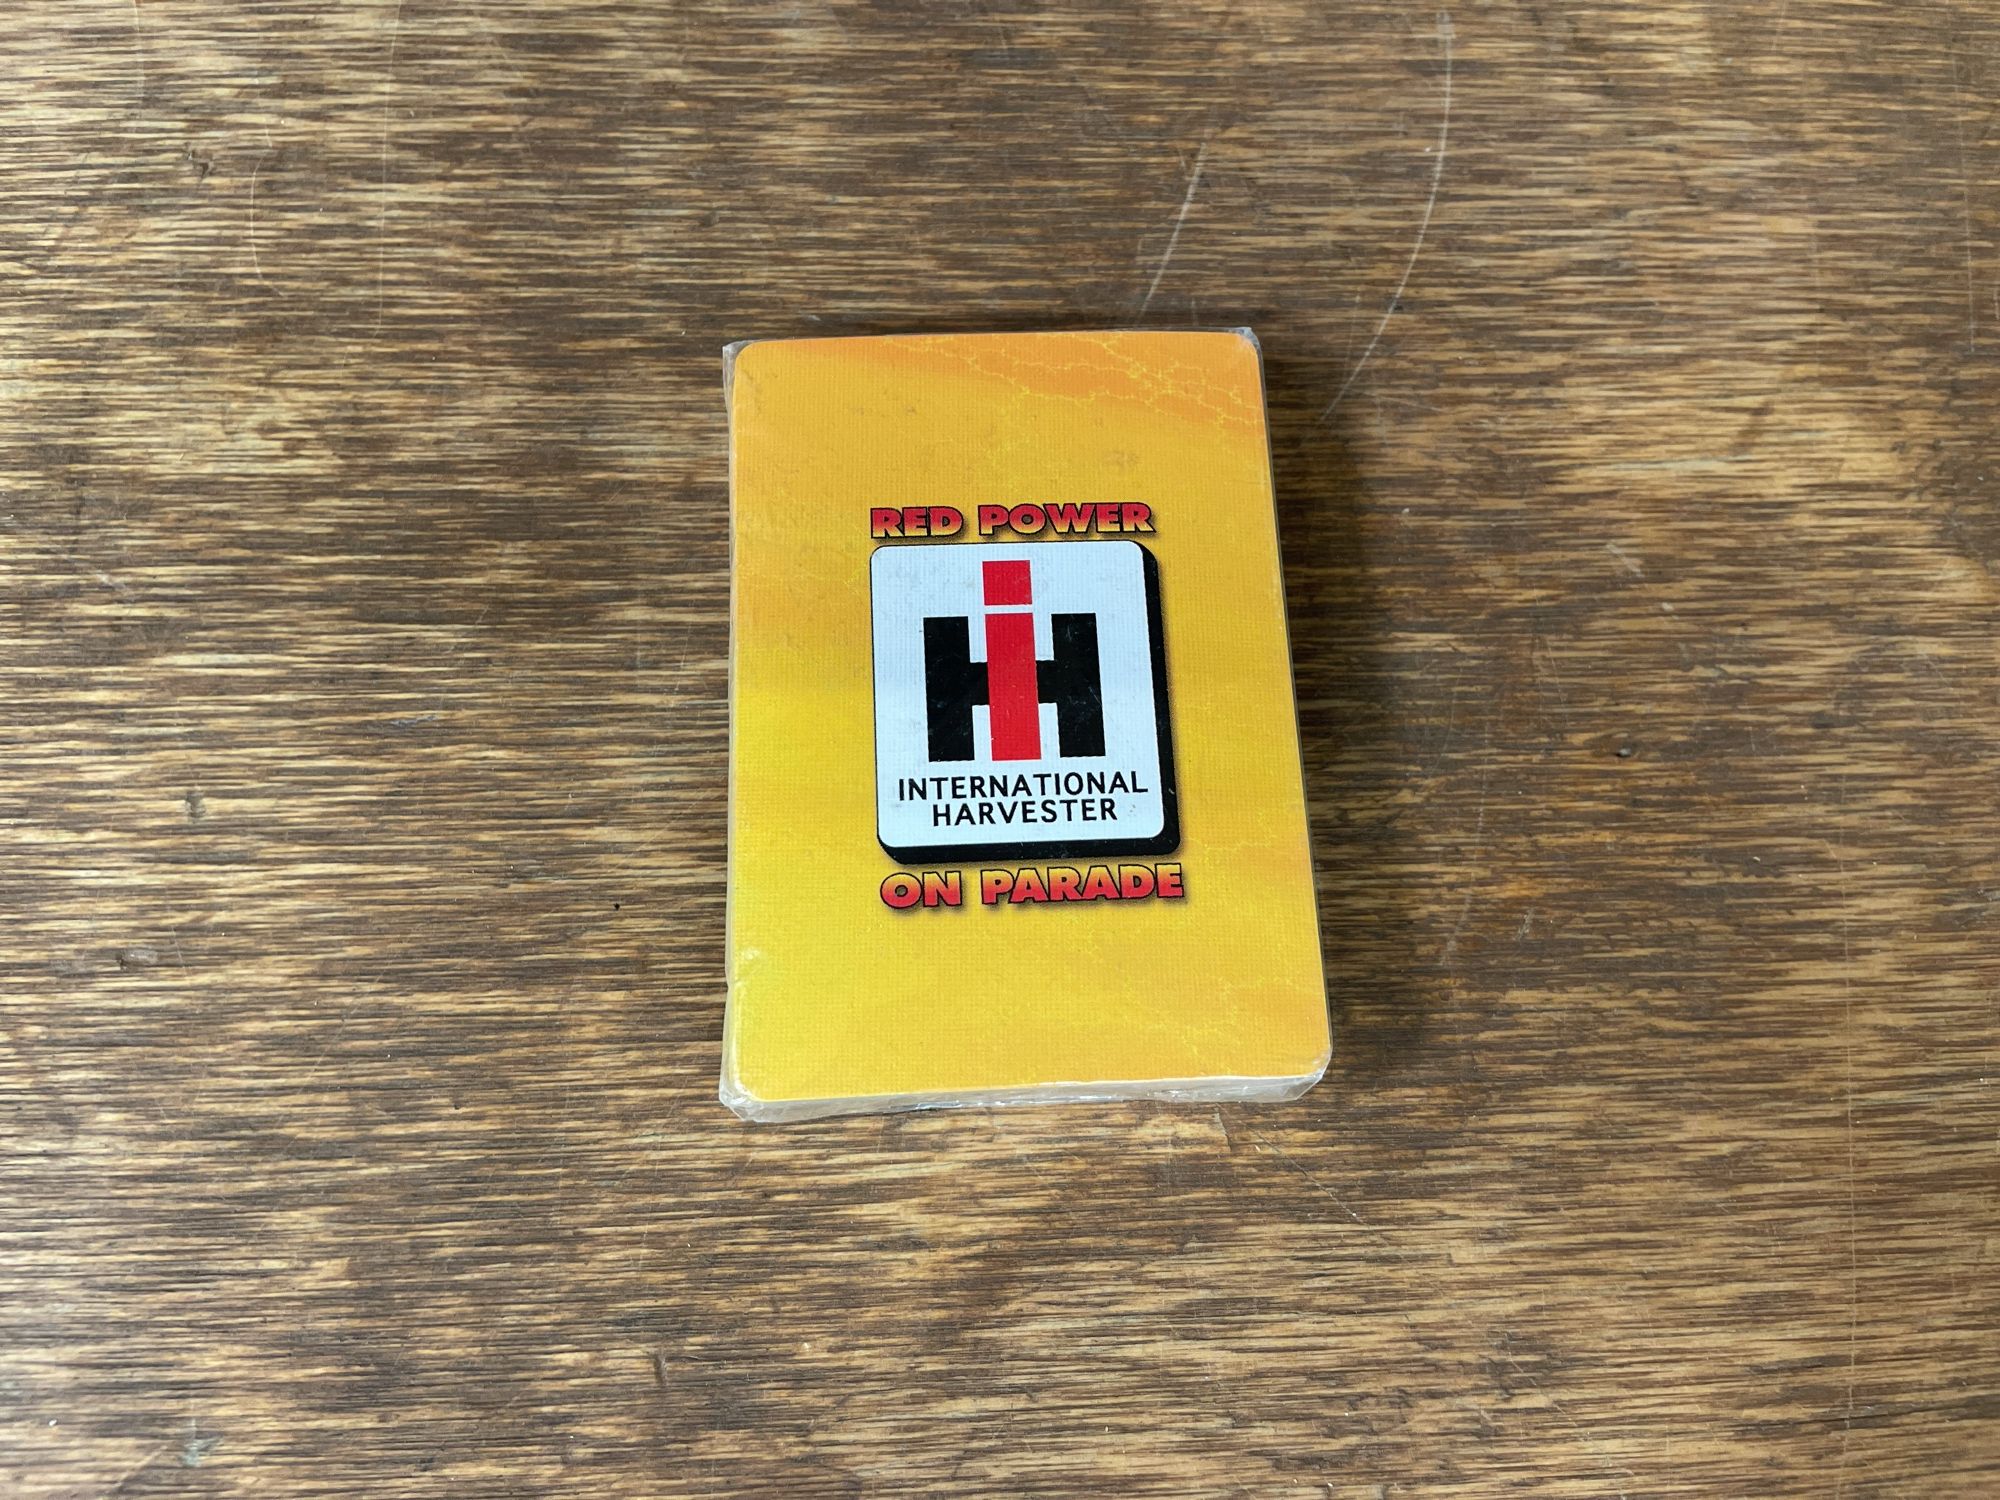 RED POWER
IH
INTERNATIONAL
HARVESTER
ON PARADE